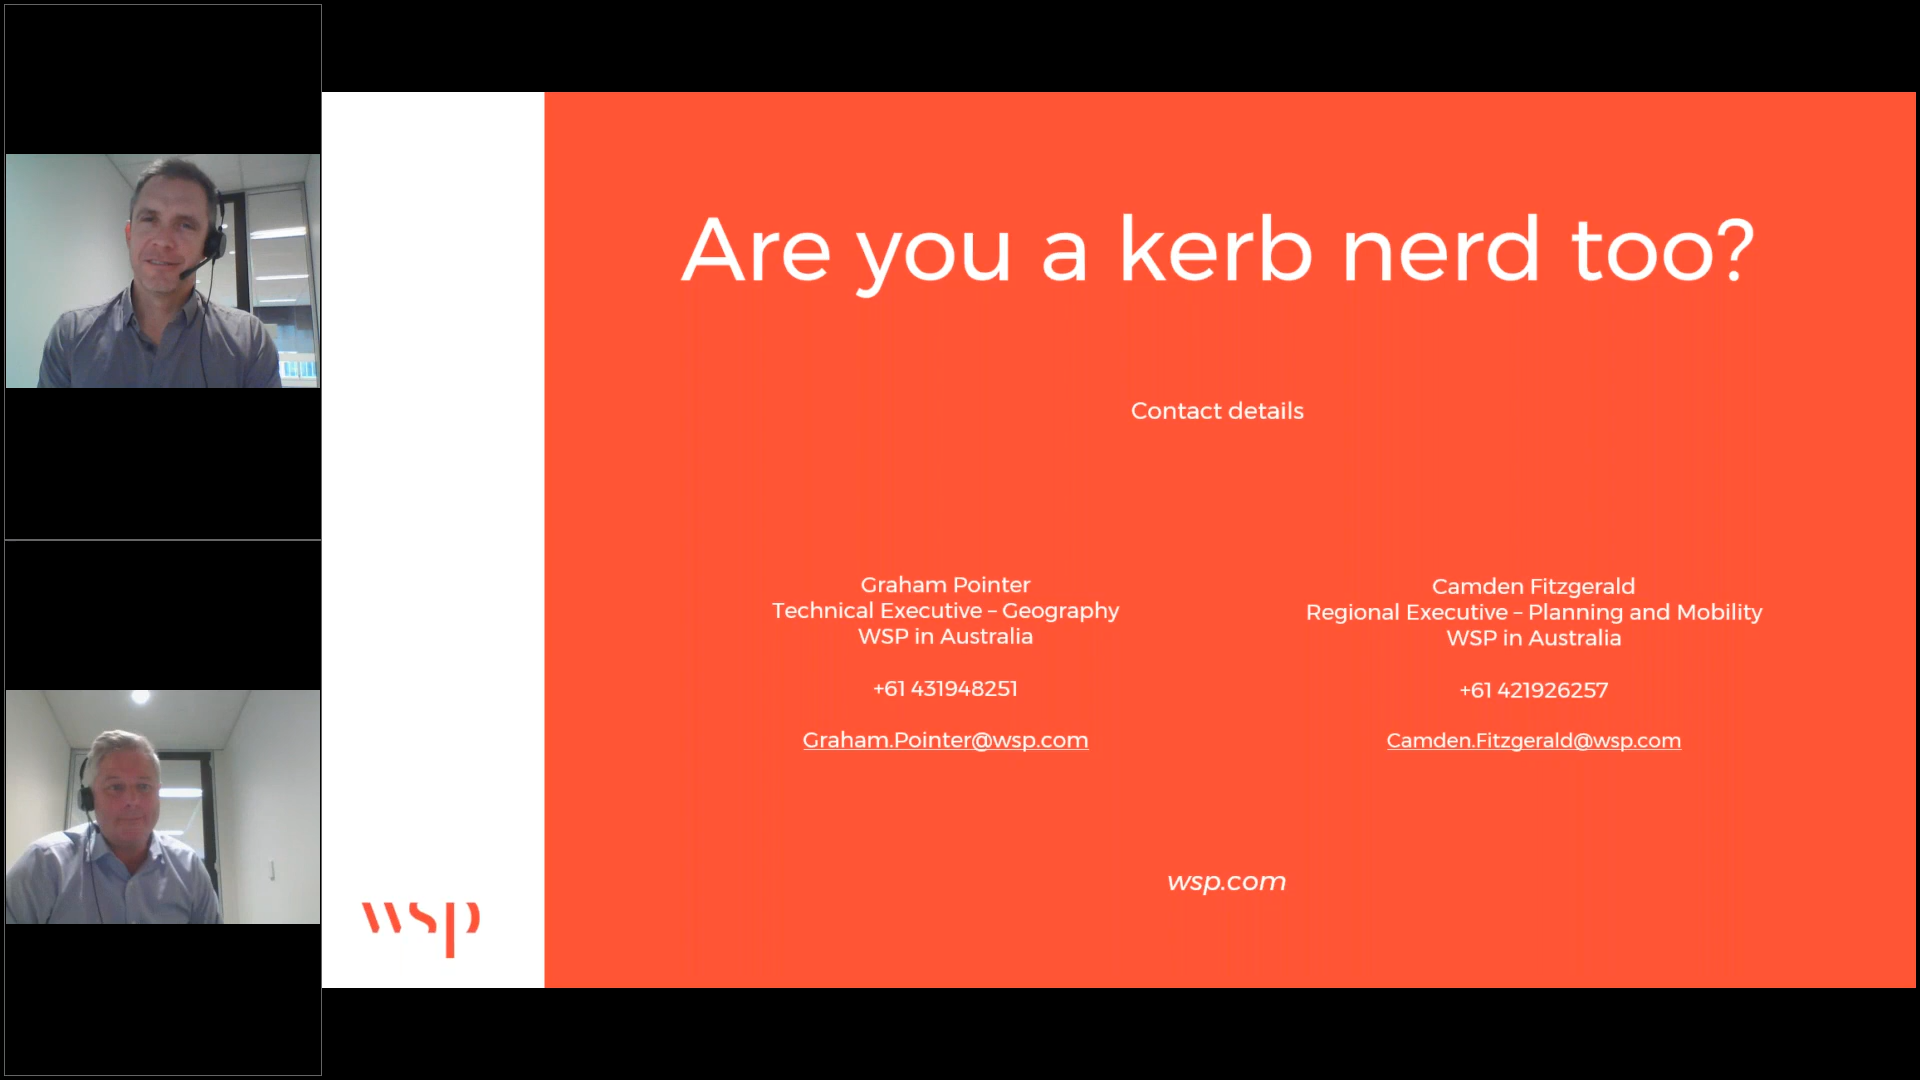 Are you a kerb nerd too?
Contact details
Graham Pointer
Technical Executive – Geography
WSP in Australia
+61 431948251
Graham.Pointer@wsp.com
Camden Fitzgerald
Regional Executive – Planning and Mobility
WSP in Australia
+61 421926257
Camden.Fitzgerald@wsp.com
wsp.com
wsp